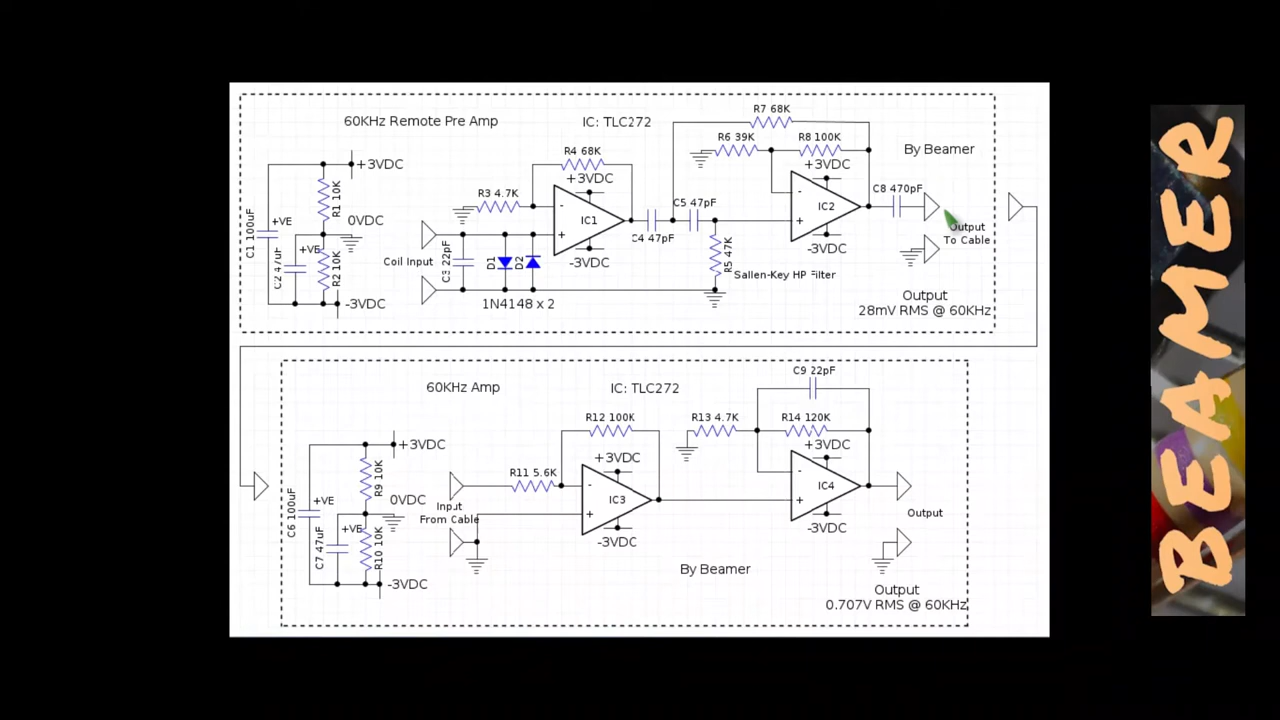 60KHz Remote Pre Amp
IC: TLC272
R7 68K
R6 39K
R8 100K
+3VDC
By Beamer
R4 68K
+3VDC
+3VDC
R3 4.7K
C5 47pF
C8 470pF
R1 10K
0VDC
+VE
C1 100uF
+VE
C2 47uF
R2 10K
-3VDC
Coil Input
C3 22pF
D1
D2
-
+
IC1
-3VDC
1N4148 x 2
C4 47pF
R5 47K
Sallen-Key HP Filter
-
+
IC2
-3VDC
Output
To Cable
Output
28mV RMS @ 60KHz
60KHz Amp
IC: TLC272
C9 22pF
R12 100K
R13 4.7K
R14 120K
+3VDC
+3VDC
+3VDC
R9 10K
0VDC
+VE
C6 100uF
+VE
C7 47uF
R10 10K
-3VDC
R11 5.6K
Input
From Cable
-
+
IC3
-3VDC
-
+
IC4
-3VDC
Output
By Beamer
Output
0.707V RMS @ 60KHz
BEAMER